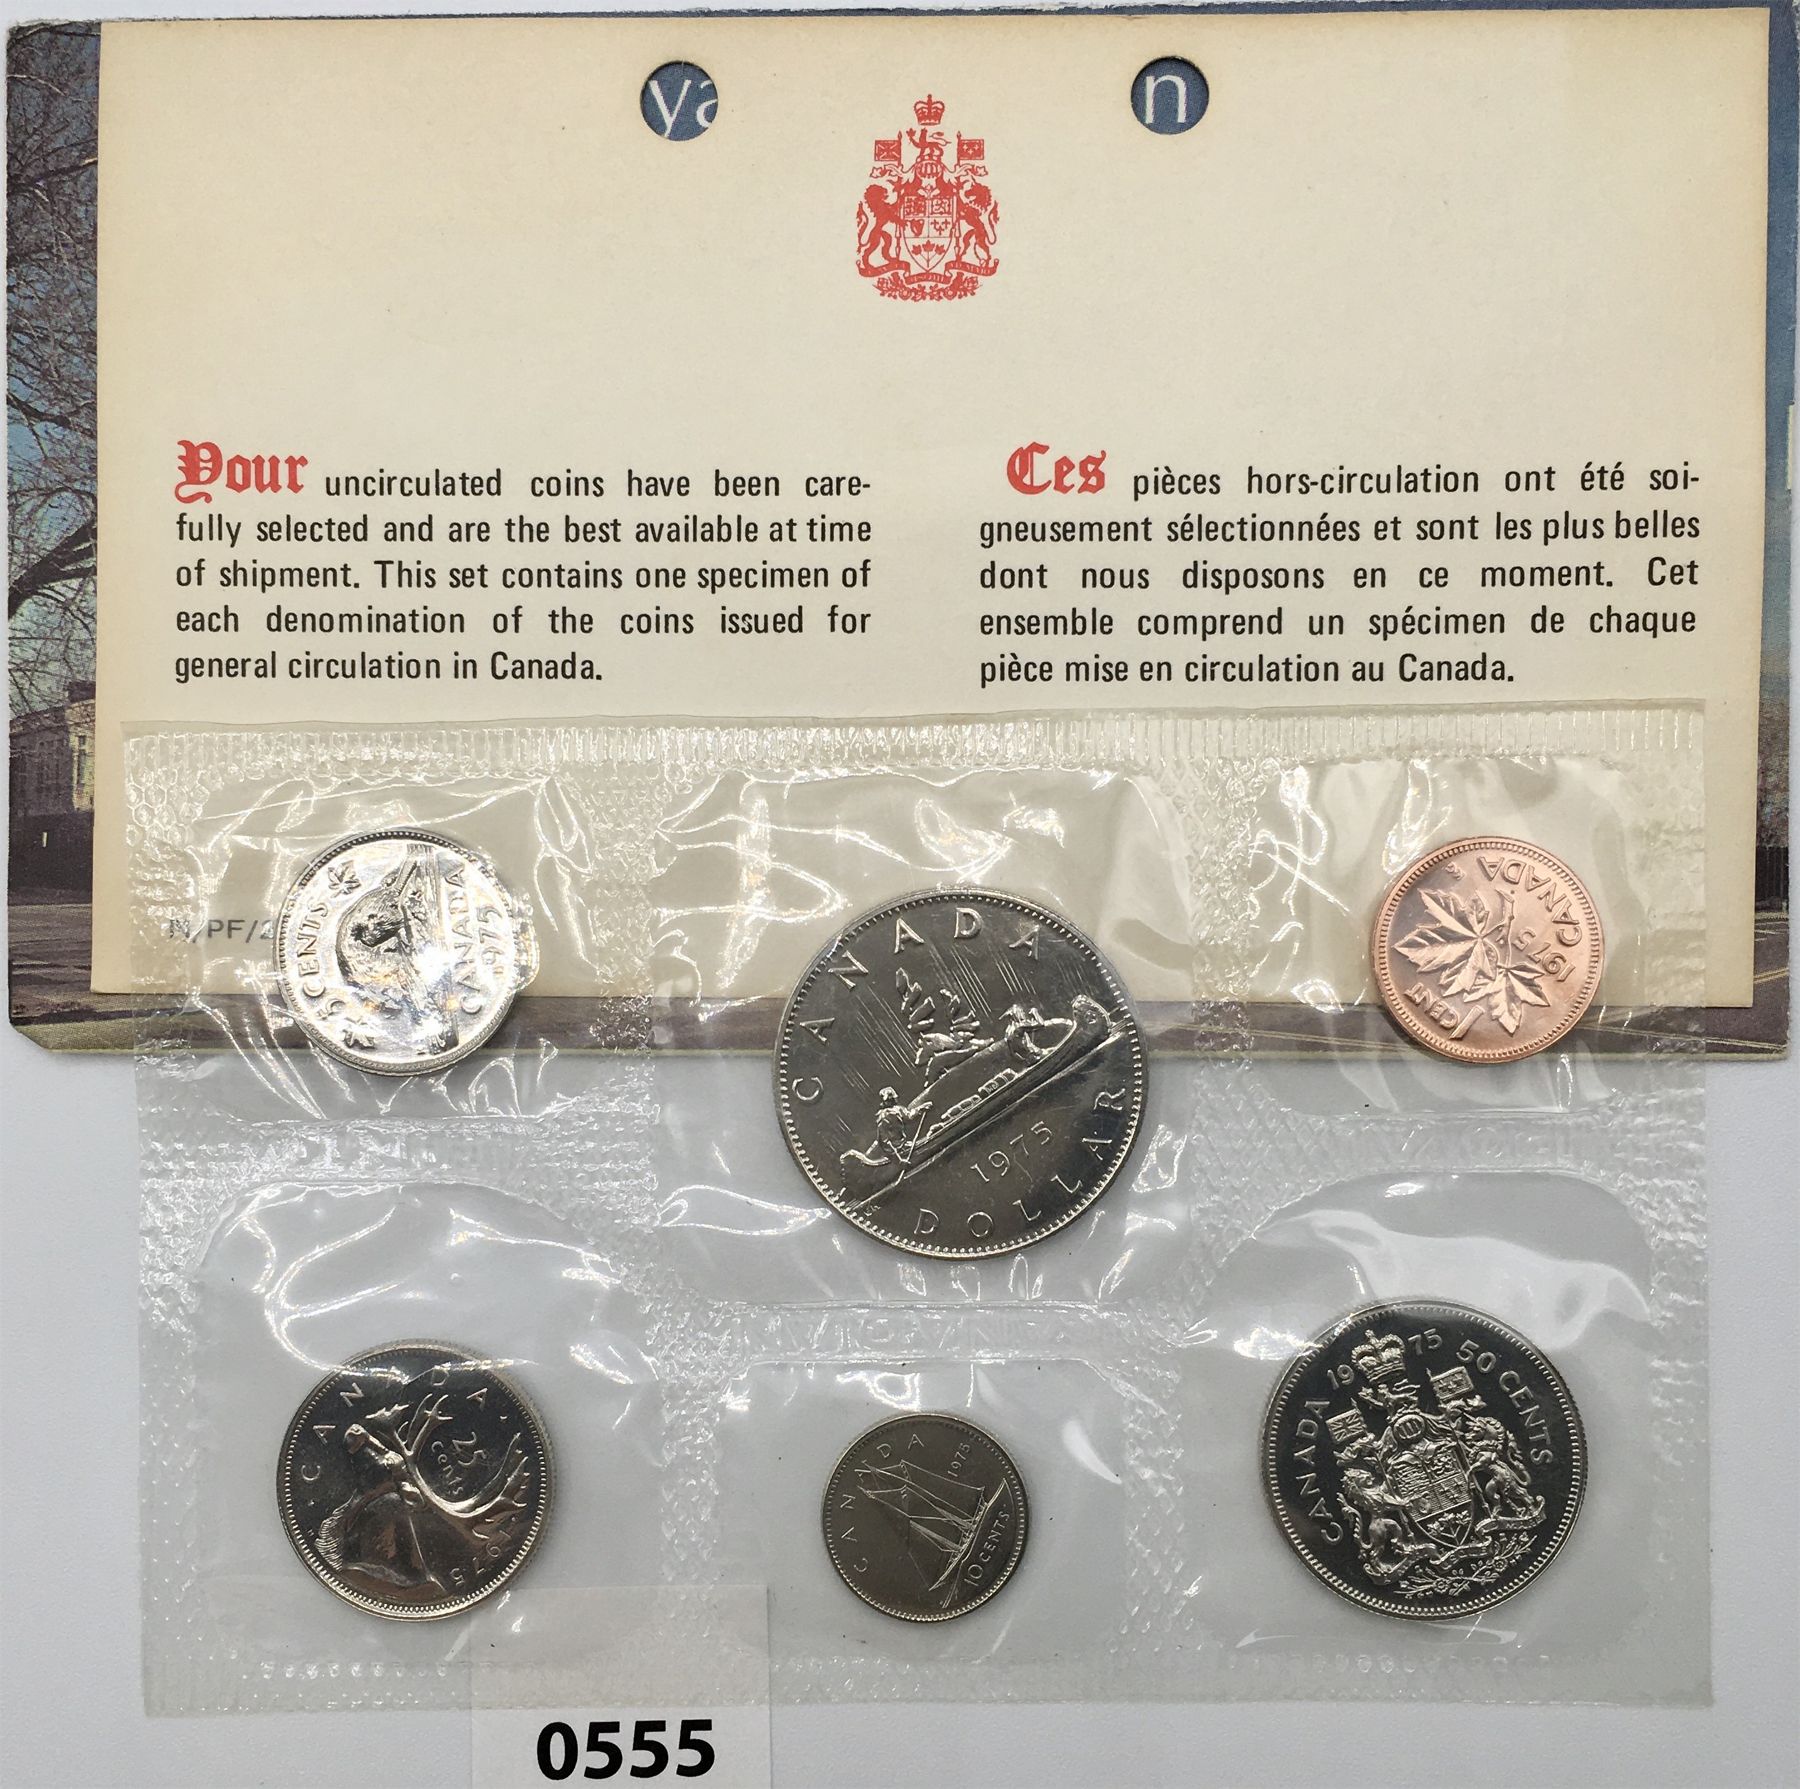 ya
n
Your uncirculated coins have been care-
fully selected and are the best available at time
of shipment. This set contains one specimen of
each denomination of the coins issued for
general circulation in Canada.
Ces pièces hors-circulation ont été soi-
gneusement sélectionnées et sont les plus belles
dont nous disposons en ce moment. Cet
ensemble comprend un spécimen de chaque
pièce mise en circulation au Canada.
N/PF/2
5 CENTS
CANADA
1975
CANADA
1975
DOLLAR
1 CENT
1975
CANADA
CANADA
25
cents
1975
CANADA
1975
10 CENTS
CANADA 1975 50 CENTS
0555